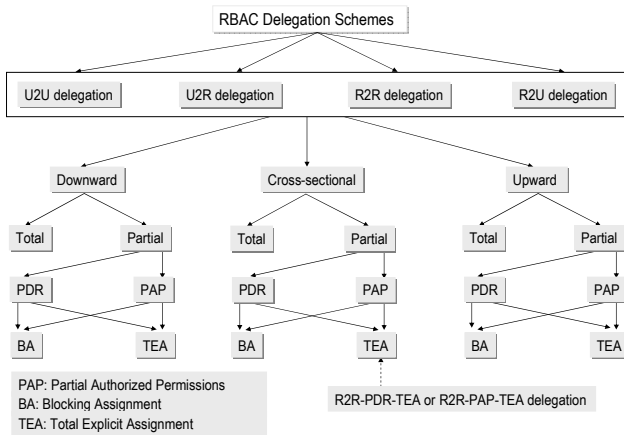 RBAC Delegation Schemes
U2U delegation U2R delegation R2R delegation R2U delegation
Downward Cross-sectional Upward
Total Partial Total Partial Total Partial
PDR PAP PDR PAP PDR PAP
BA TEA BA TEA BA TEA
PAP: Partial Authorized Permissions
BA: Blocking Assignment
TEA: Total Explicit Assignment
R2R-PDR-TEA or R2R-PAP-TEA delegation